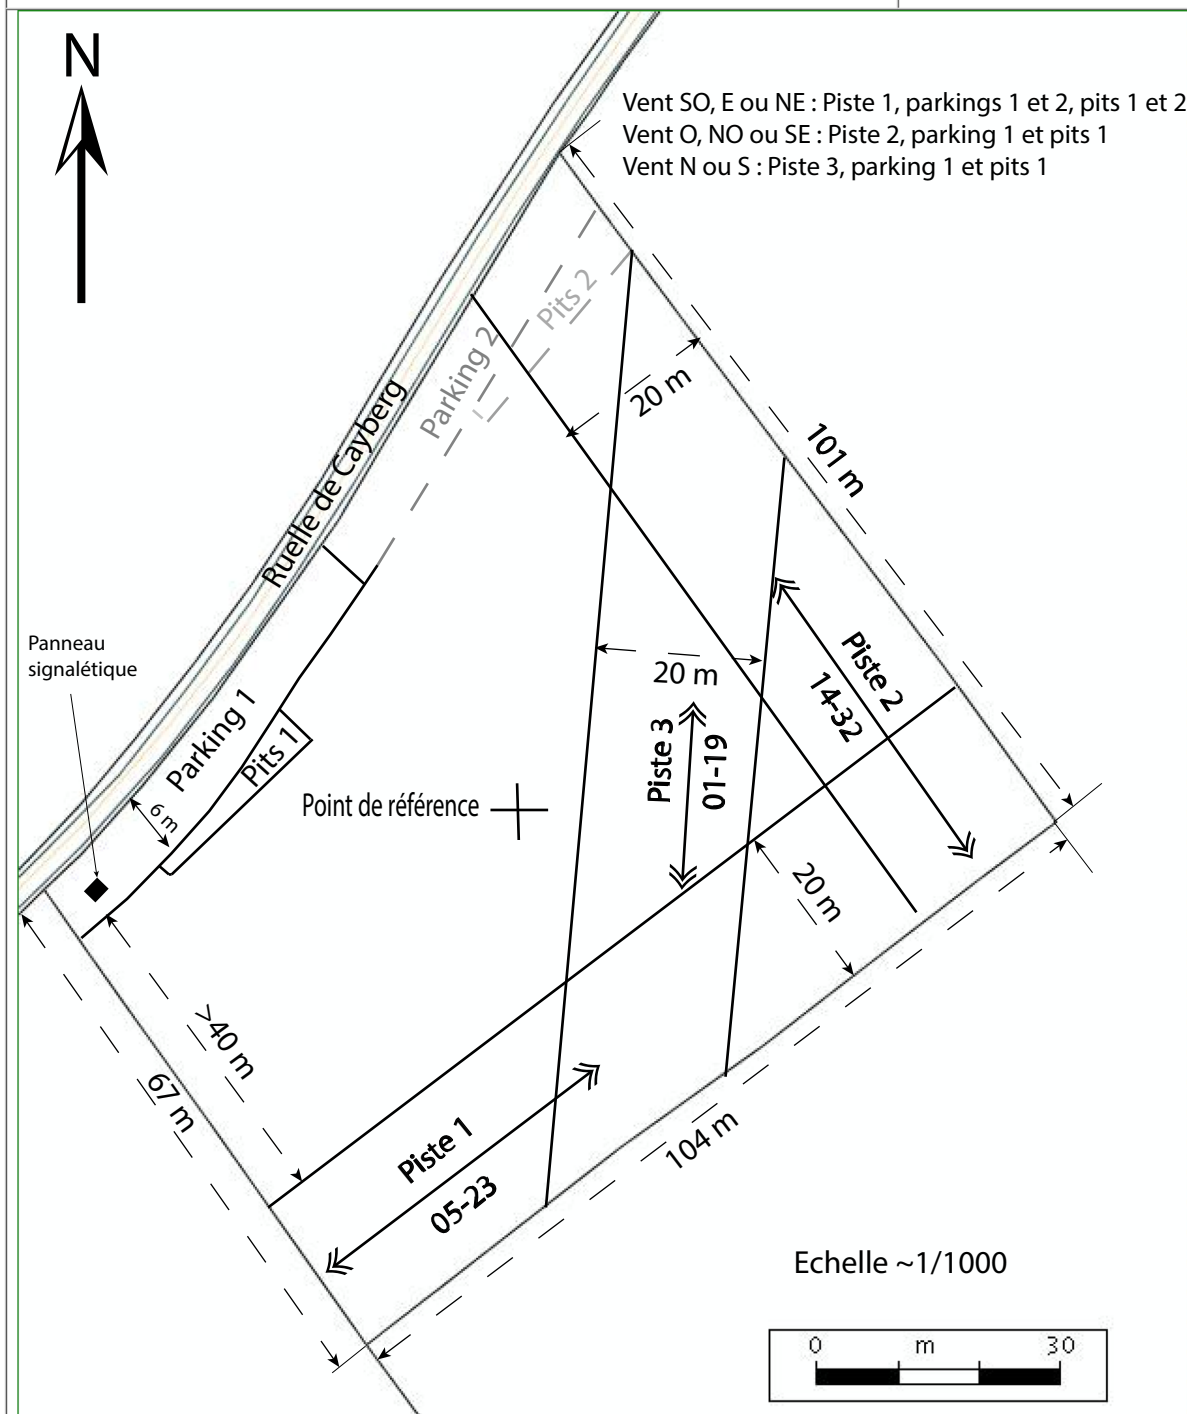 N
Vent SO, E ou NE : Piste 1, parkings 1 et 2, pits 1 et 2
Vent O, NO ou SE : Piste 2, parking 1 et pits 1
Vent N ou S : Piste 3, parking 1 et pits 1
Pits 2
Parking 2
20 m
Ruelle de Cayberg
101 m
Panneau
signalétique
20 m
Piste 2
14-32
Parking 1
Pits 1
Piste 3
01-19
6 m
Point de référence
20 m
>40 m
67 m
Piste 1
05-23
104 m
Echelle ~1/1000
0 m 30